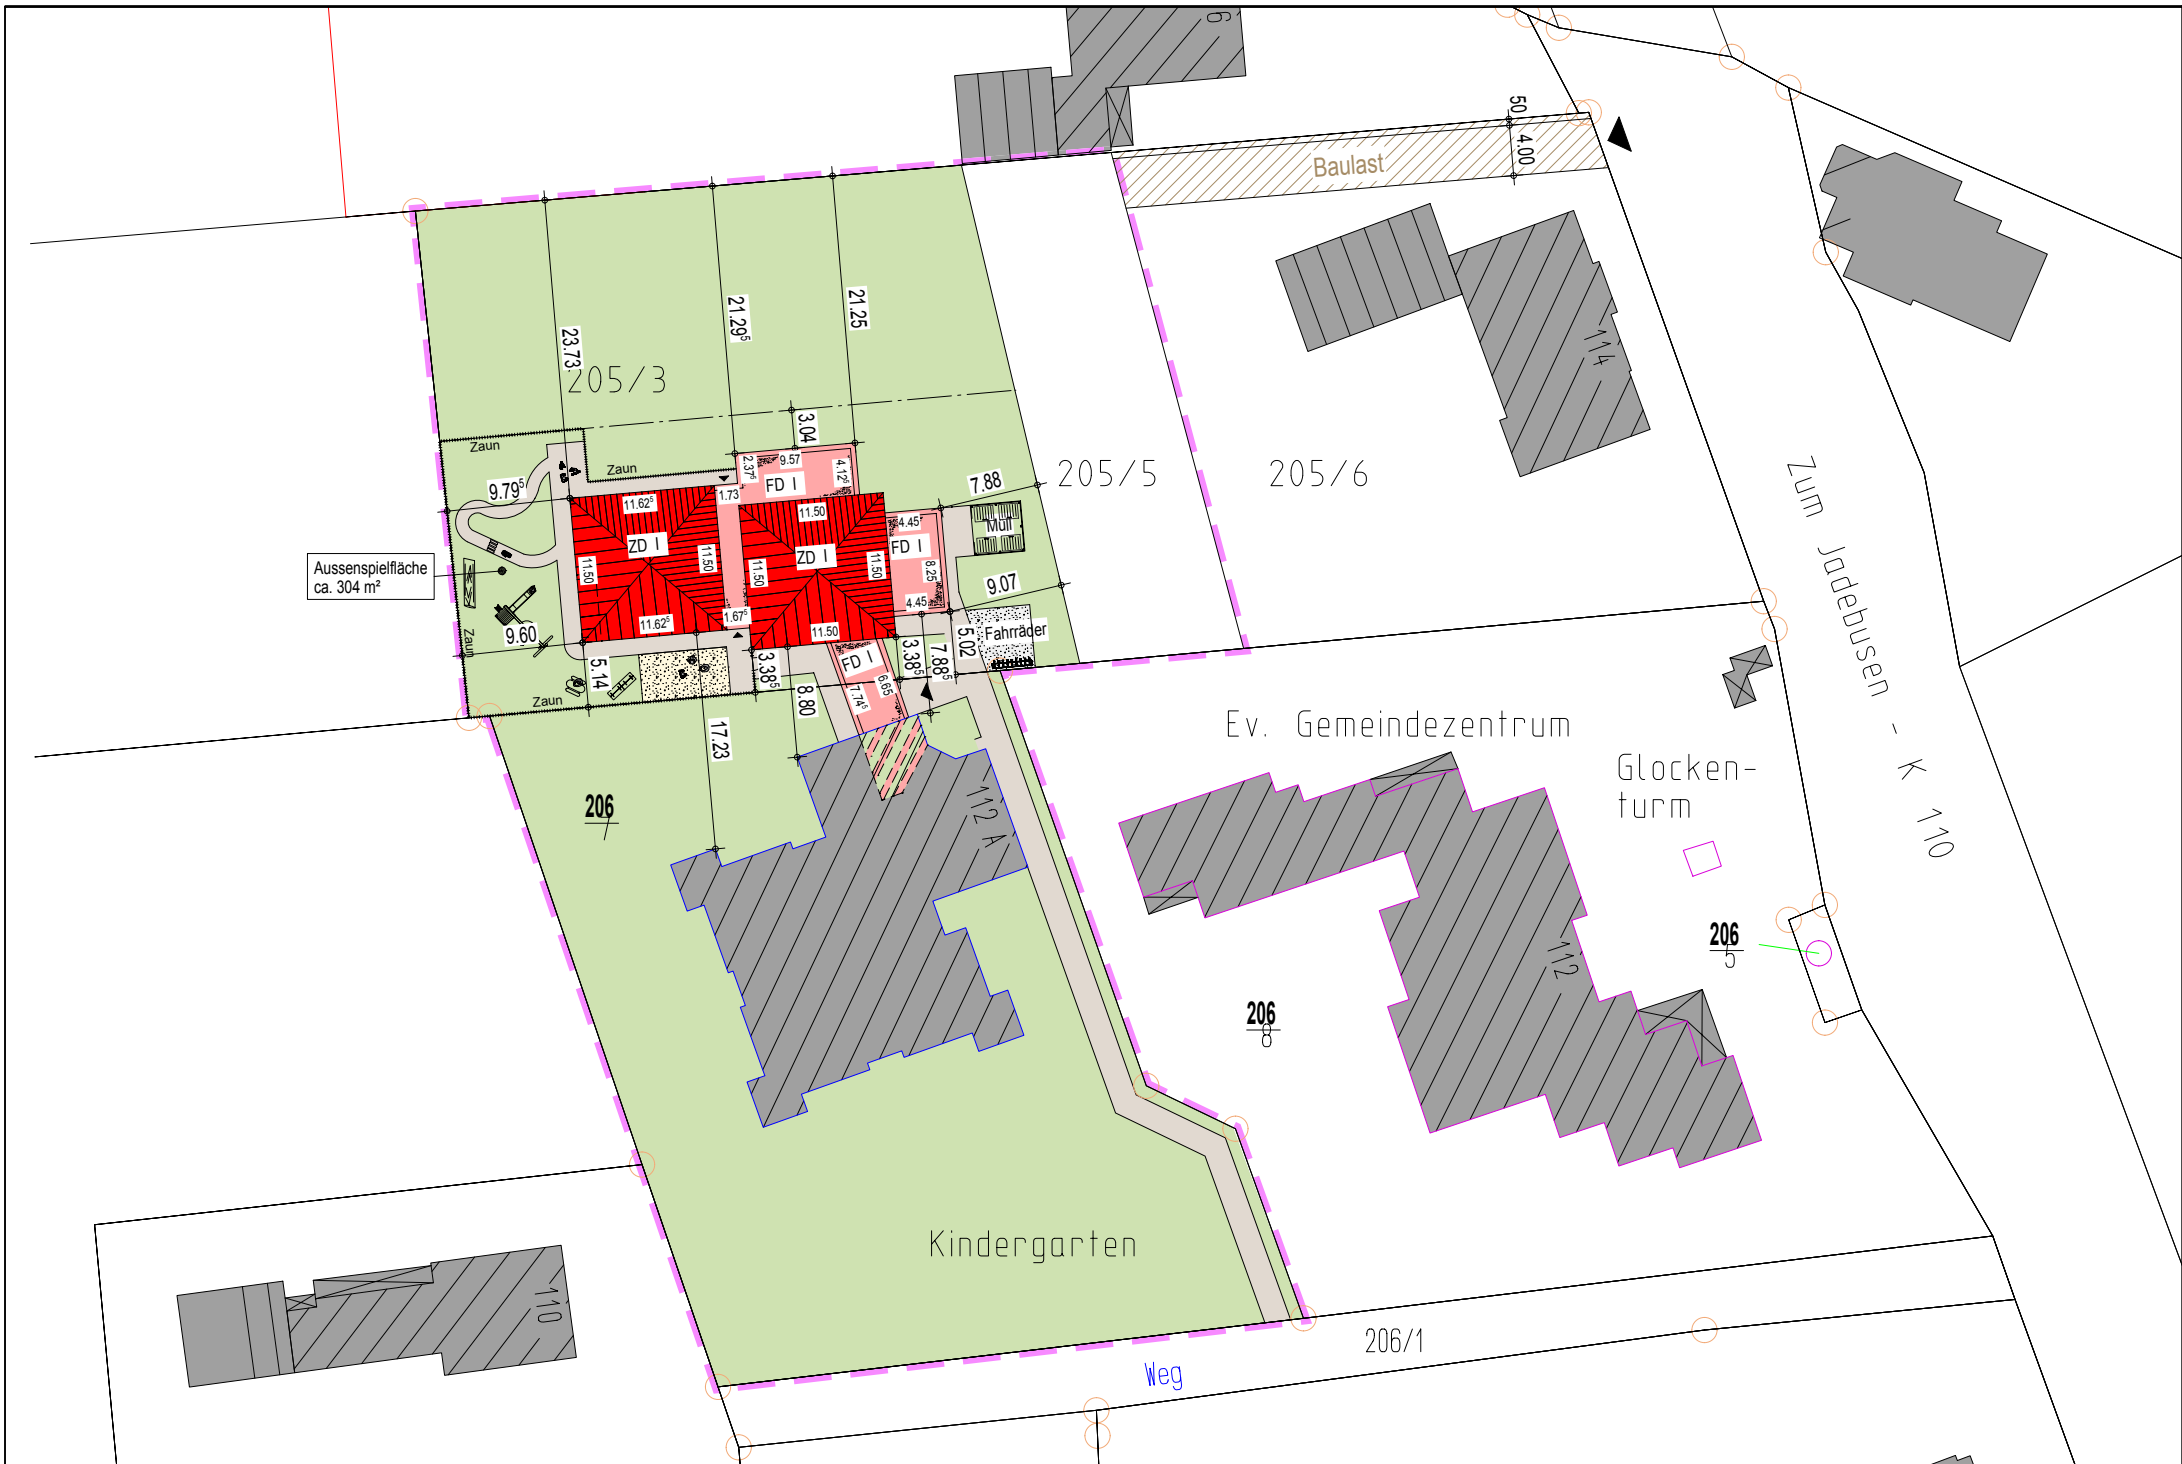 6
50
4.00
Baulast
23.73
21.29⁵
21.25
205/3
114
3.04
Zaun
Zaun
2.37⁵
9.57
4.12⁵
FD I
205/5
205/6
7.88
9.79⁵
11.62⁵
1.73
11.50
4.45⁵
Müll
ZD I
ZD I
FD I
11.50
11.50
11.50
11.50
8.25
Aussenspielfläche
ca. 304 m²
9.07
4.45
1.67⁵
11.62⁵
11.50
Fahrräder
9.60
Zaun
5.14
3.38⁵
FD I
3.38⁵
7.88⁵
5.02
6.65
7.74⁵
Zaun
8.80
17.23
Zum Jadebusen - K 110
Ev. Gemeindezentrum
Glocken-
turm
206
7
112 A
206
5
112
206
8
Kindergarten
110
206/1
Weg